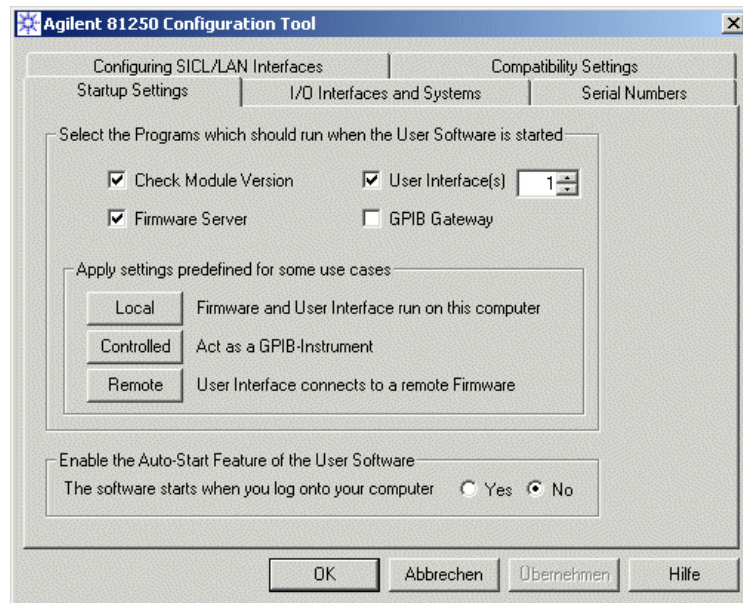 Agilent 81250 Configuration Tool
Configuring SICL/LAN Interfaces
Compatibility Settings
Startup Settings
I/O Interfaces and Systems
Serial Numbers
Select the Programs which should run when the User Software is started
Check Module Version
User Interface(s)
1
Firmware Server
GPIB Gateway
Apply settings predefined for some use cases
Local
Firmware and User Interface run on this computer
Controlled
Act as a GPIB-Instrument
Remote
User Interface connects to a remote Firmware
Enable the Auto-Start Feature of the User Software
The software starts when you log onto your computer
Yes
No
OK
Abbrechen
Übernehmen
Hilfe